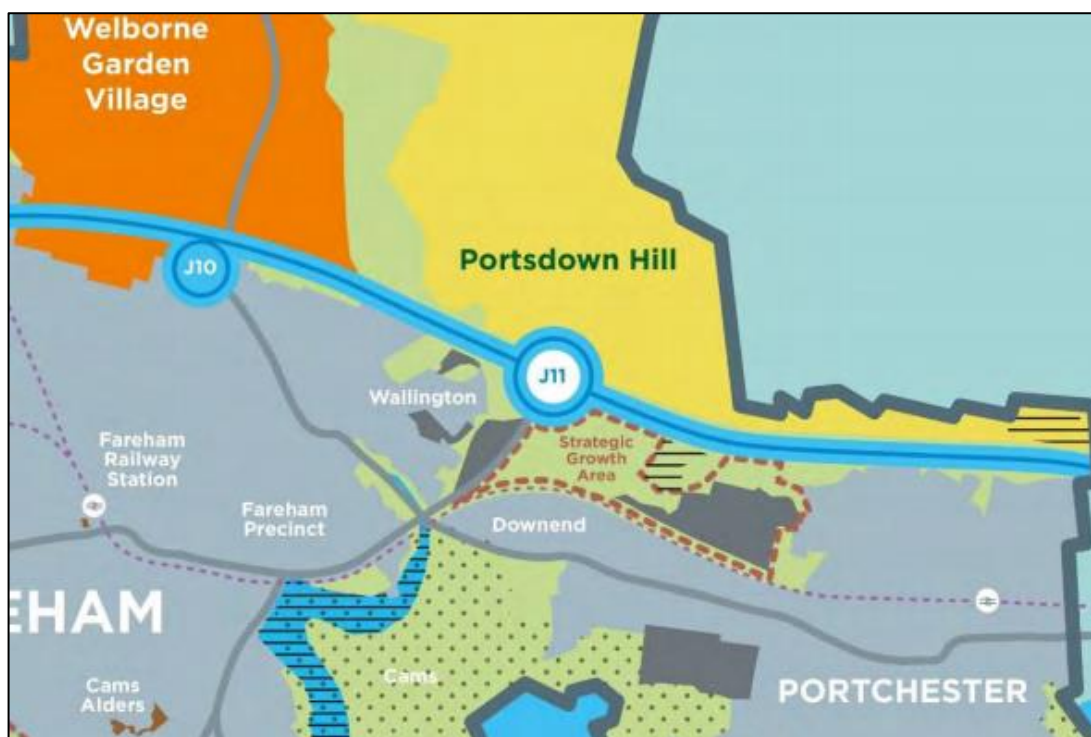 Welborne
Garden
Village
J10
Portsdown Hill
J11
Wallington
Strategic
Growth
Area
Fareham
Railway
Station
Fareham
Precinct
Downend
EHAM
Cams
Alders
Cams
PORTCHESTER